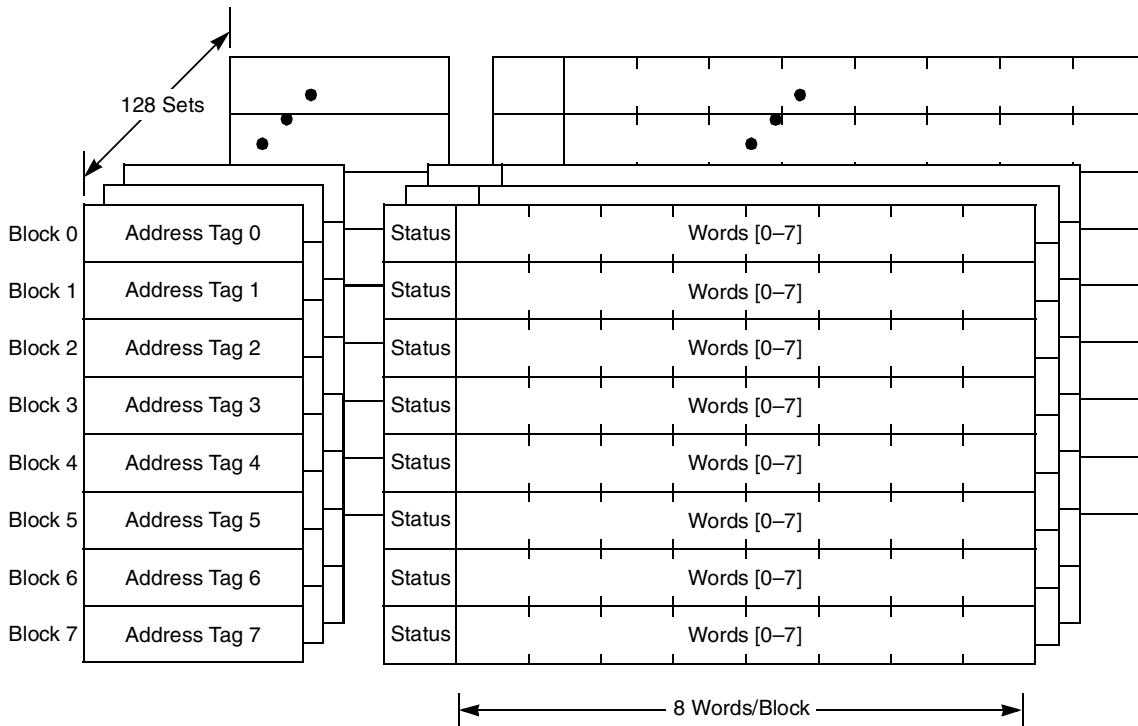 128 Sets
Block 0 Address Tag 0 Status Words [0–7]
Block 1 Address Tag 1 Status Words [0–7]
Block 2 Address Tag 2 Status Words [0–7]
Block 3 Address Tag 3 Status Words [0–7]
Block 4 Address Tag 4 Status Words [0–7]
Block 5 Address Tag 5 Status Words [0–7]
Block 6 Address Tag 6 Status Words [0–7]
Block 7 Address Tag 7 Status Words [0–7]
8 Words/Block